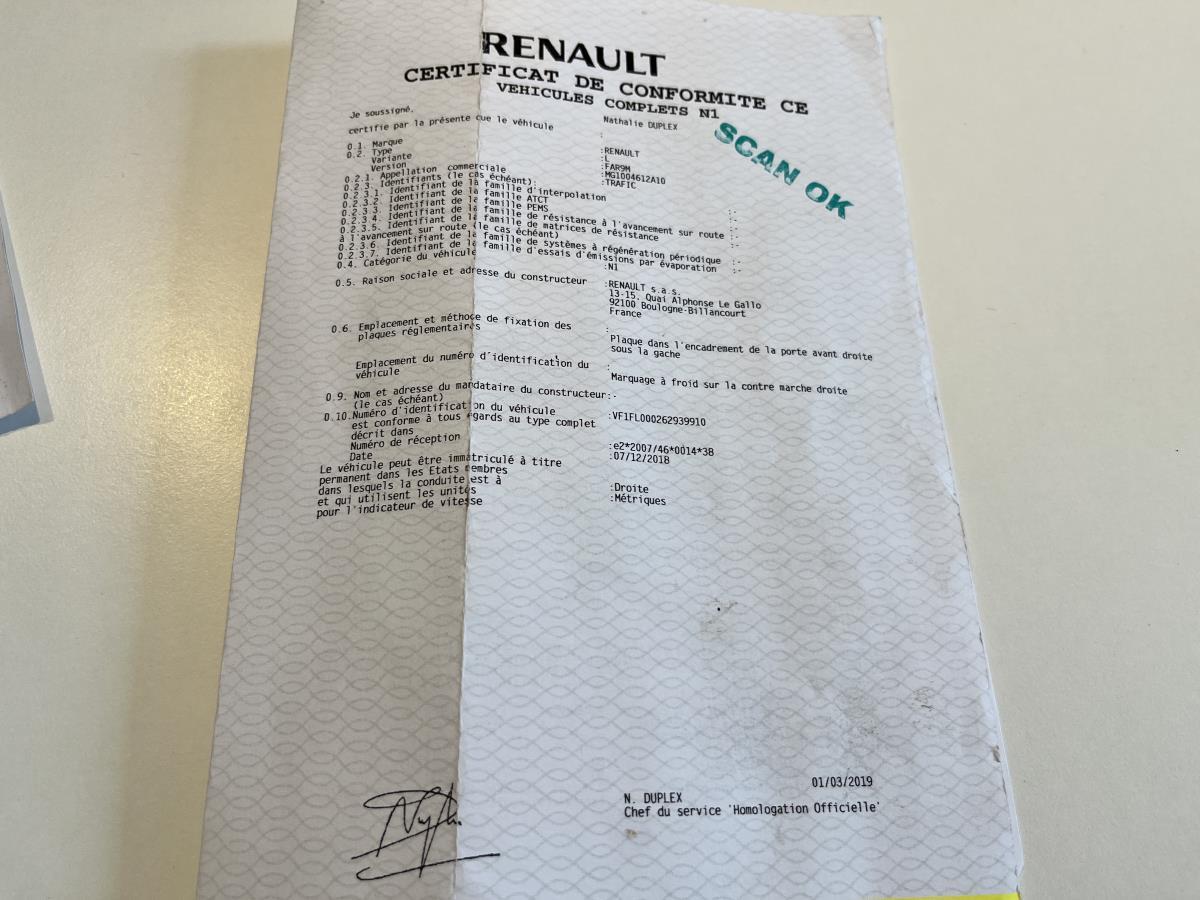 RENAULT
CERTIFICAT DE CONFORMITE CE
VEHICULES COMPLETS N1
SCAN OK
Je soussigné, Nathalie DUPLEX
certifie par la présente que le véhicule :
0.1. Marque :RENAULT
0.2. Type :L
Variante :FAR9M
Version :MG1004612A10
0.2.1. Appellation commerciale :TRAFIC
0.2.3. Identifiants (le cas échéant):
0.2.3.1. Identifiant de la famille d'interpolation :-
0.2.3.2. Identifiant de la famille ATCT :-
0.2.3.3. Identifiant de la famille PEMS :-
0.2.3.4. Identifiant de la famille de résistance à l'avancement sur route :-
0.2.3.5. Identifiant de la famille de matrices de résistance
à l'avancement sur route (le cas échéant) :-
0.2.3.6. Identifiant de la famille de systèmes à régénération périodique :-
0.2.3.7. Identifiant de la famille d'essais d'émissions par évaporation :-
0.4. Catégorie du véhicule :N1
0.5. Raison sociale et adresse du constructeur :RENAULT s.a.s.
13-15, Quai Alphonse Le Gallo
92100 Boulogne-Billancourt
France
0.6. Emplacement et méthode de fixation des :
plaques réglementaires Plaque dans l'encadrement de la porte avant droite
sous la gache
Emplacement du numéro d'identification du :
véhicule Marquage à froid sur la contre marche droite
0.9. Nom et adresse du mandataire du constructeur:-
(le cas échéant)
0.10.Numéro d'identification du véhicule :VF1FL000262939910
est conforme à tous égards au type complet
décrit dans
Numéro de réception :e2*2007/46*0014*38
Date :07/12/2018
Le véhicule peut être immatriculé à titre
permanent dans les Etats membres
dans lesquels la conduite est à :Droite
et qui utilisent les unités :Métriques
pour l'indicateur de vitesse
01/03/2019
N. DUPLEX
Chef du service 'Homologation Officielle'